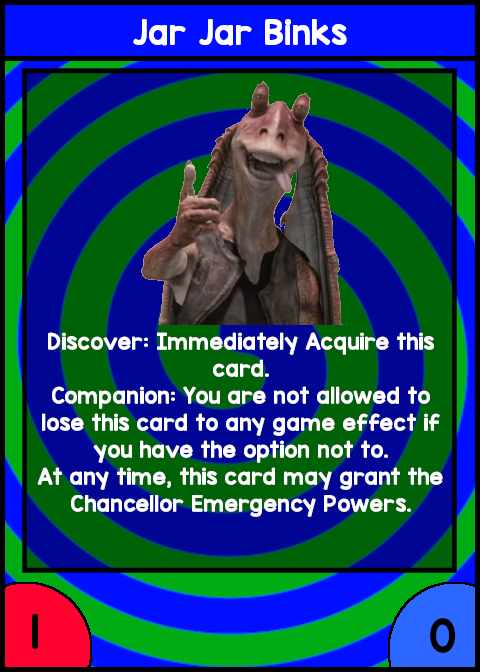 Jar Jar Binks
Discover: Immediately Acquire this
card.
Companion: You are not allowed to
lose this card to any game effect if
you have the option not to.
At any time, this card may grant the
Chancellor Emergency Powers.
1
0